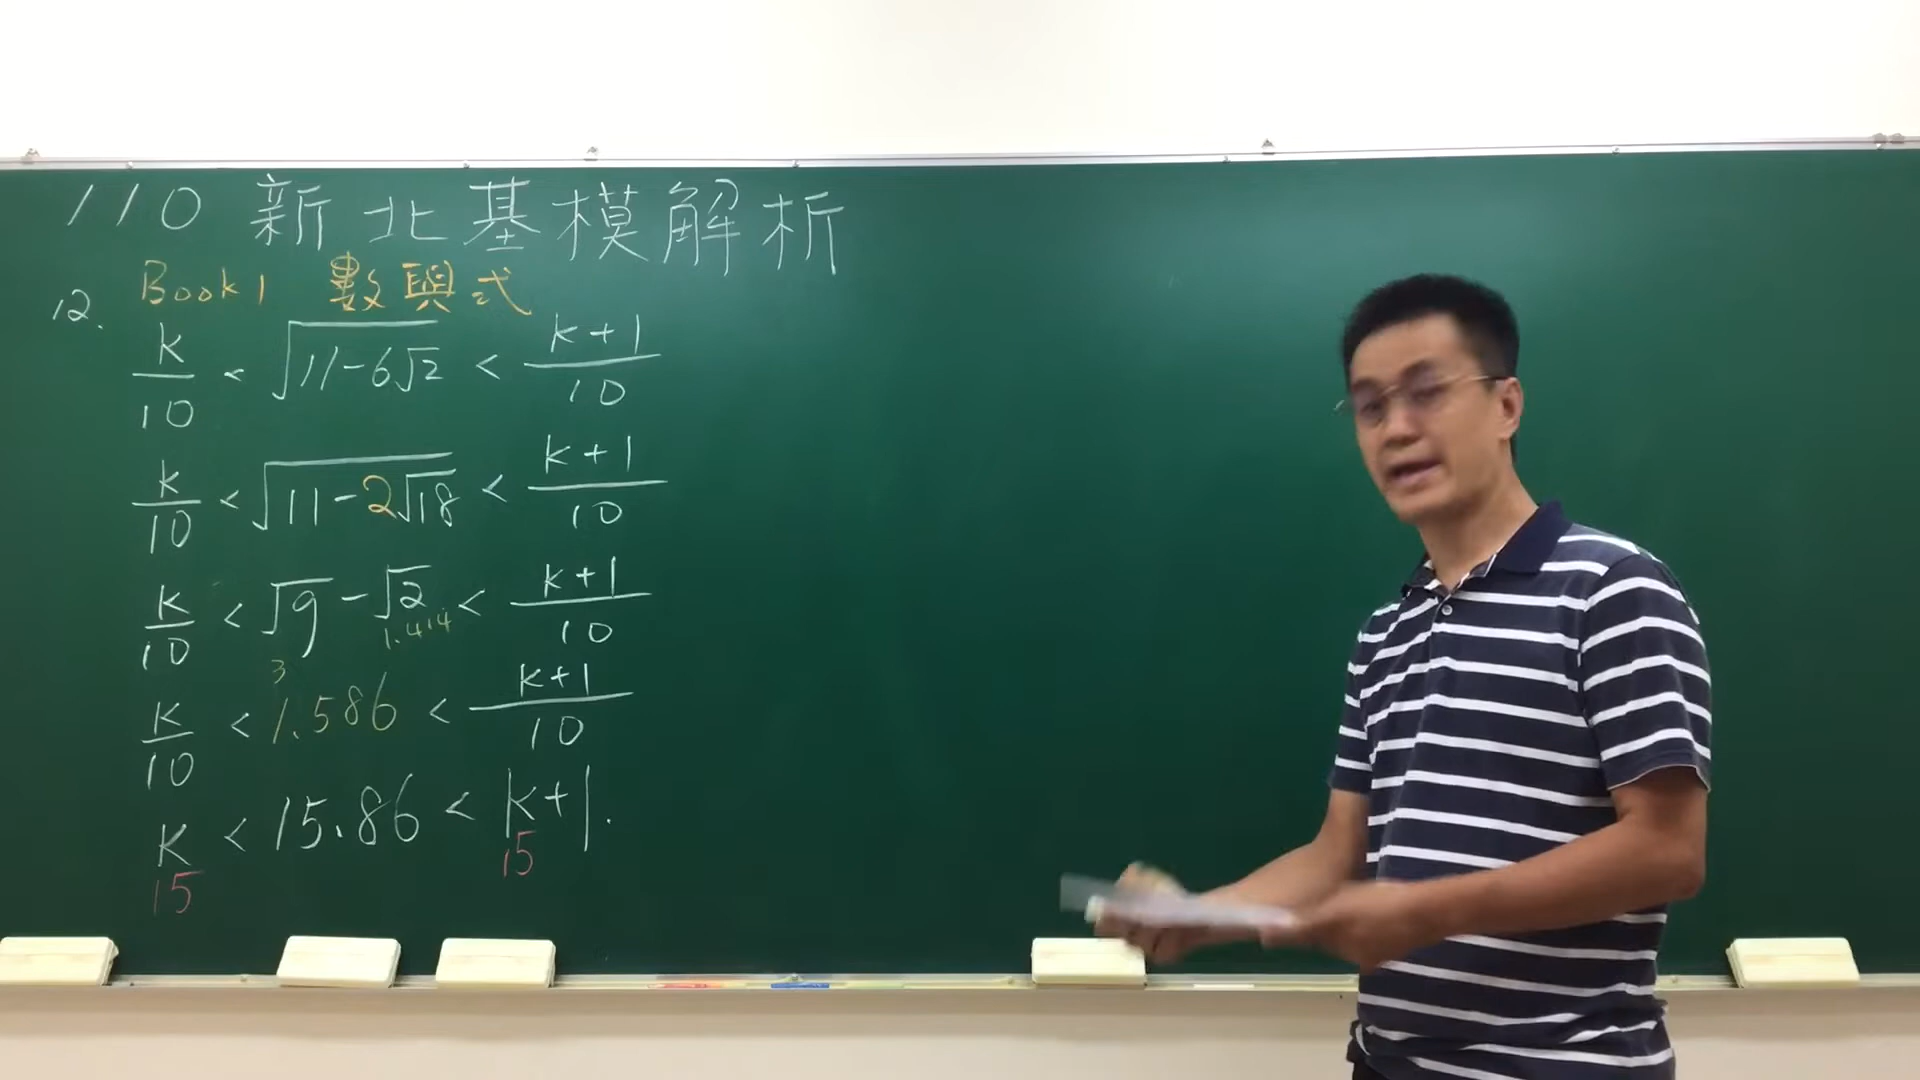 110 新北基模解析
Book 1 數與式
12.
k/10 < √(11-6√2) < (k+1)/10
k/10 < √(11-2√18) < (k+1)/10
k/10 < √9 - √2 < (k+1)/10
3 1.414
k/10 < 1.586 < (k+1)/10
k < 15.86 < k+1.
15 15